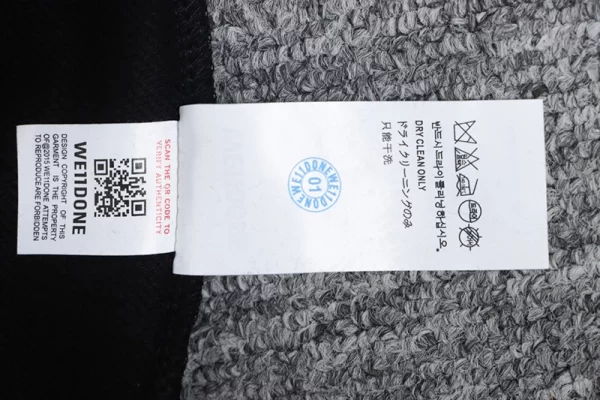 SCAN THE QR CODE TO
VERIFY AUTHENTICITY
WE11DONE
DESIGN COPYRIGHT OF THIS
GARMENT IS THE PROPERTY
OF@2015 WE11DONE ATTEMPTS
TO REPRODUCE ARE FORBIDDEN
반드시 드라이 클리닝 하십시오.
DRY CLEAN ONLY
ドライクリーニングのみ
只能干洗
WE11DONE WE11DONE
01